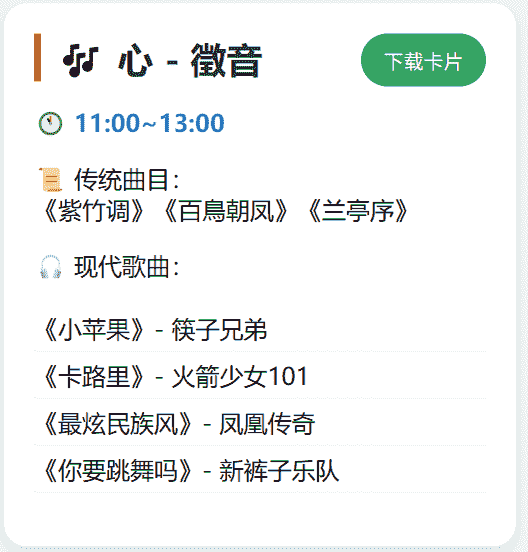 🎶 心 - 徵音
下载卡片
🕚 11:00~13:00
📜 传统曲目：
《紫竹调》《百鳥朝凤》《兰亭序》
🎧 现代歌曲：
《小苹果》- 筷子兄弟
《卡路里》- 火箭少女101
《最炫民族风》- 凤凰传奇
《你要跳舞吗》- 新裤子乐队